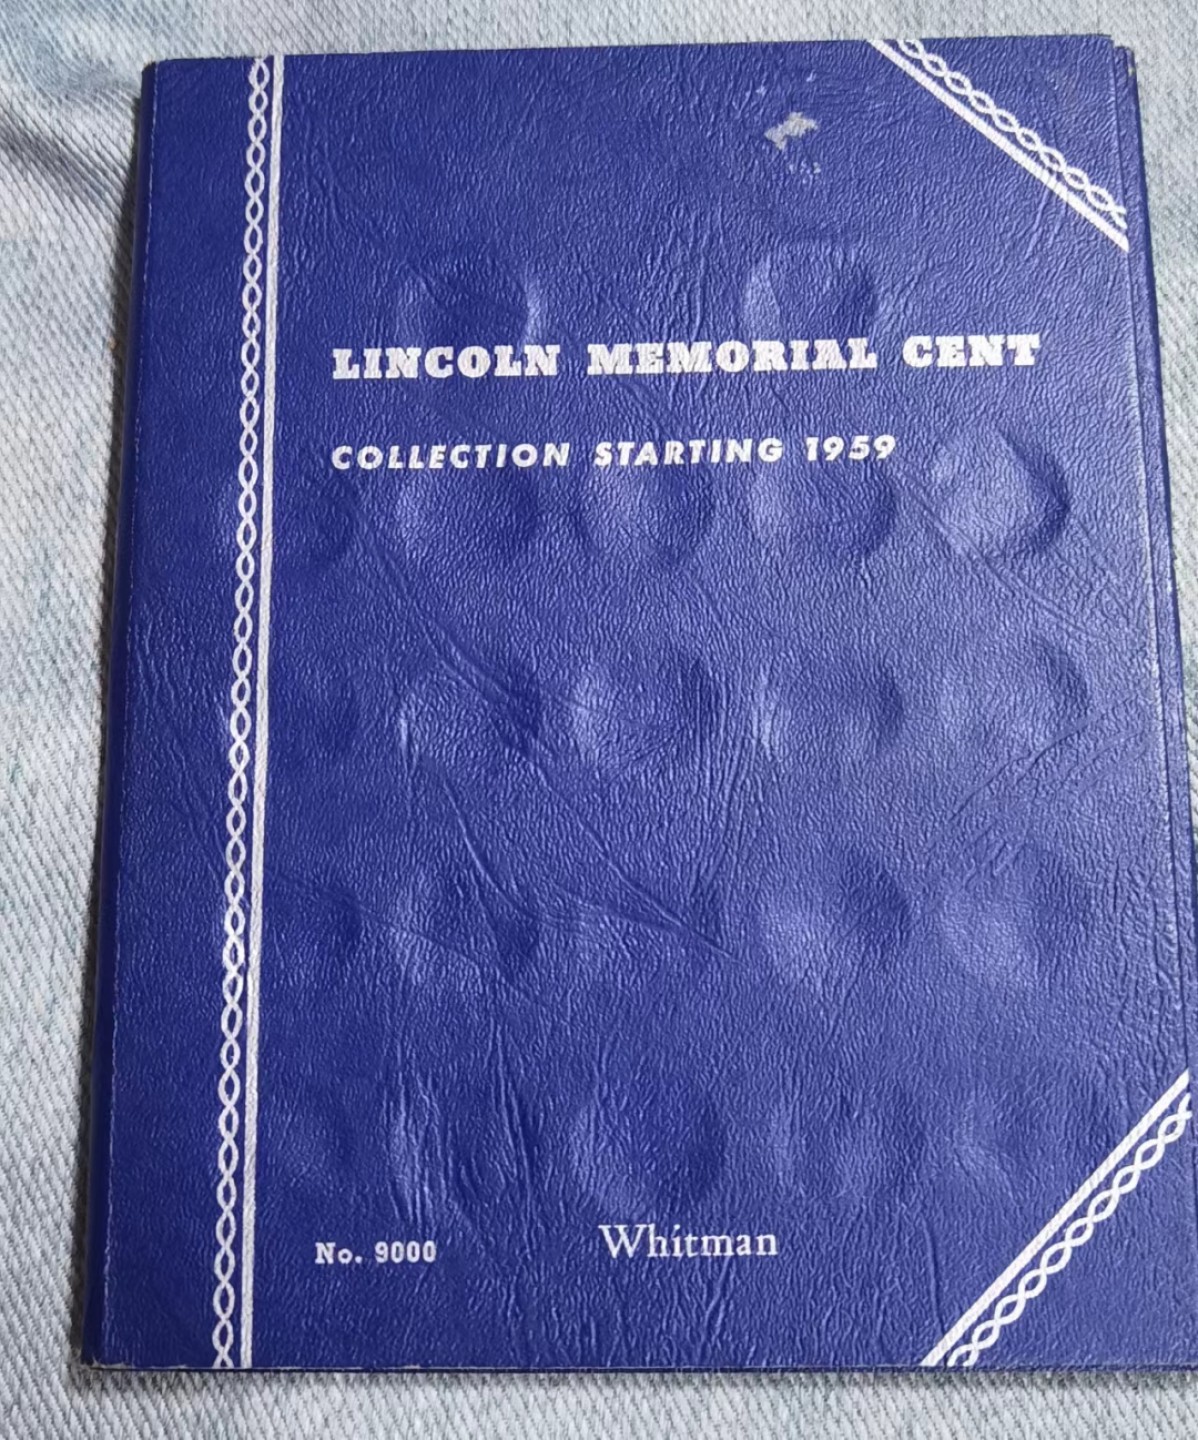 LINCOLN MEMORIAL CENT
COLLECTION STARTING 1959
No. 9000
Whitman